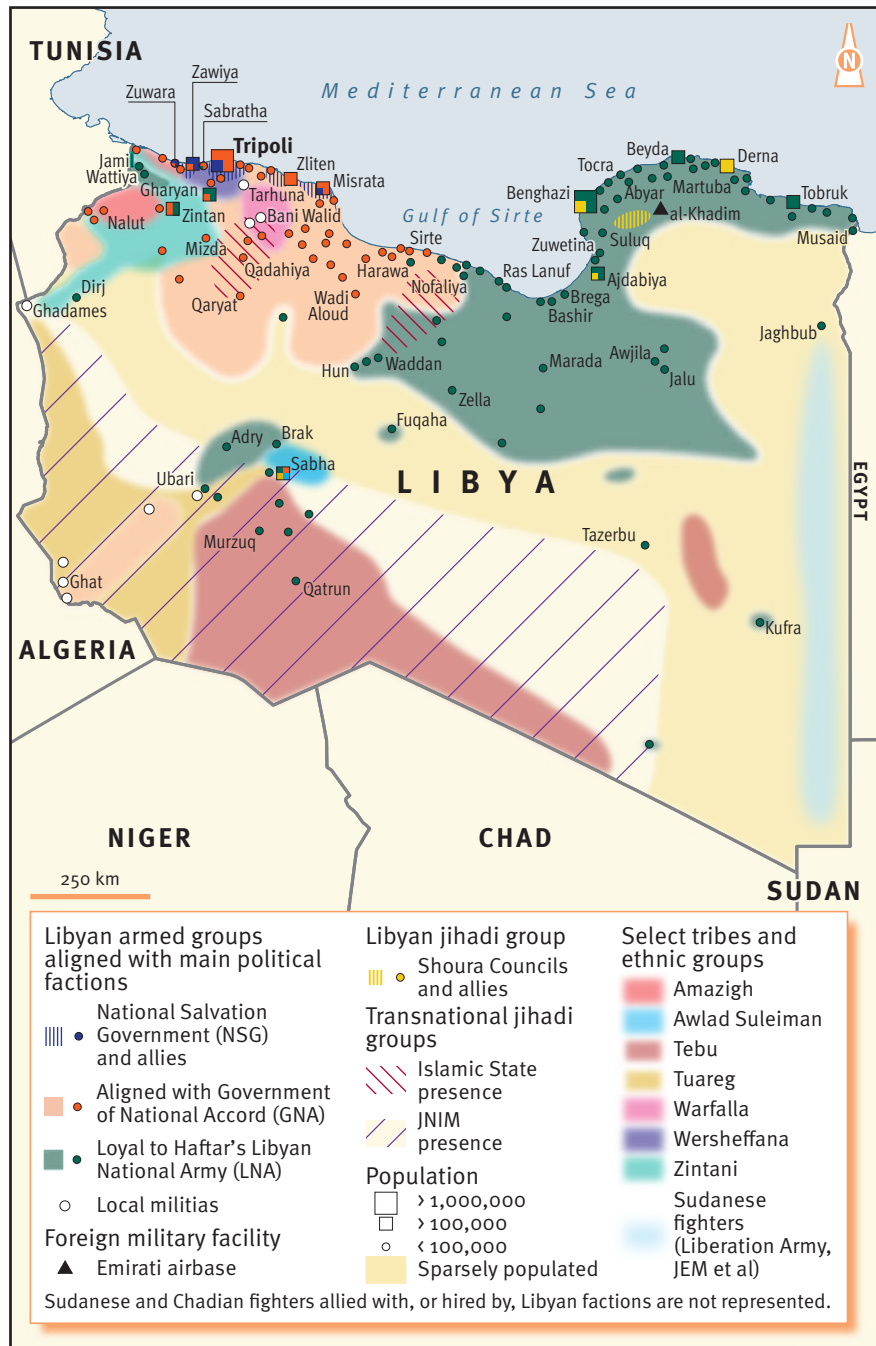 TUNISIA
Zawiya
Zuwara
Sabratha
Tripoli
Mediterranean Sea
N
Jami
Wattiya
Gharyan
Zliten
Misrata
Tarhuna
Bani Walid
Nalut
Zintan
Mizda
Qadahiya
Harawa
Sirte
Gulf of Sirte
Beyda
Derna
Tocra
Abyar
Martuba
Benghazi
al-Khadim
Tobruk
Musaid
Zuwetina
Suluq
Ras Lanuf
Ajdabiya
Nofaliya
Brega
Bashir
Dirj
Ghadames
Qaryat
Wadi
Aloud
Jaghbub
Hun
Waddan
Marada
Awjila
Jalu
Zella
Fuqaha
Adry
Brak
Sabha
Ubari
LIBYA
EGYPT
Murzuq
Tazerbu
Qatrun
Ghat
Kufra
ALGERIA
NIGER
CHAD
SUDAN
250 km
Libyan armed groups
aligned with main political
factions
National Salvation
Government (NSG)
and allies
Aligned with Government
of National Accord (GNA)
Loyal to Haftar's Libyan
National Army (LNA)
Local militias
Foreign military facility
Emirati airbase
Libyan jihadi group
Shoura Councils
and allies
Transnational jihadi
groups
Islamic State
presence
JNIM
presence
Population
> 1,000,000
> 100,000
< 100,000
Sparsely populated
Select tribes and
ethnic groups
Amazigh
Awlad Suleiman
Tebu
Tuareg
Warfalla
Wersheffana
Zintani
Sudanese
fighters
(Liberation Army,
JEM et al)
Sudanese and Chadian fighters allied with, or hired by, Libyan factions are not represented.